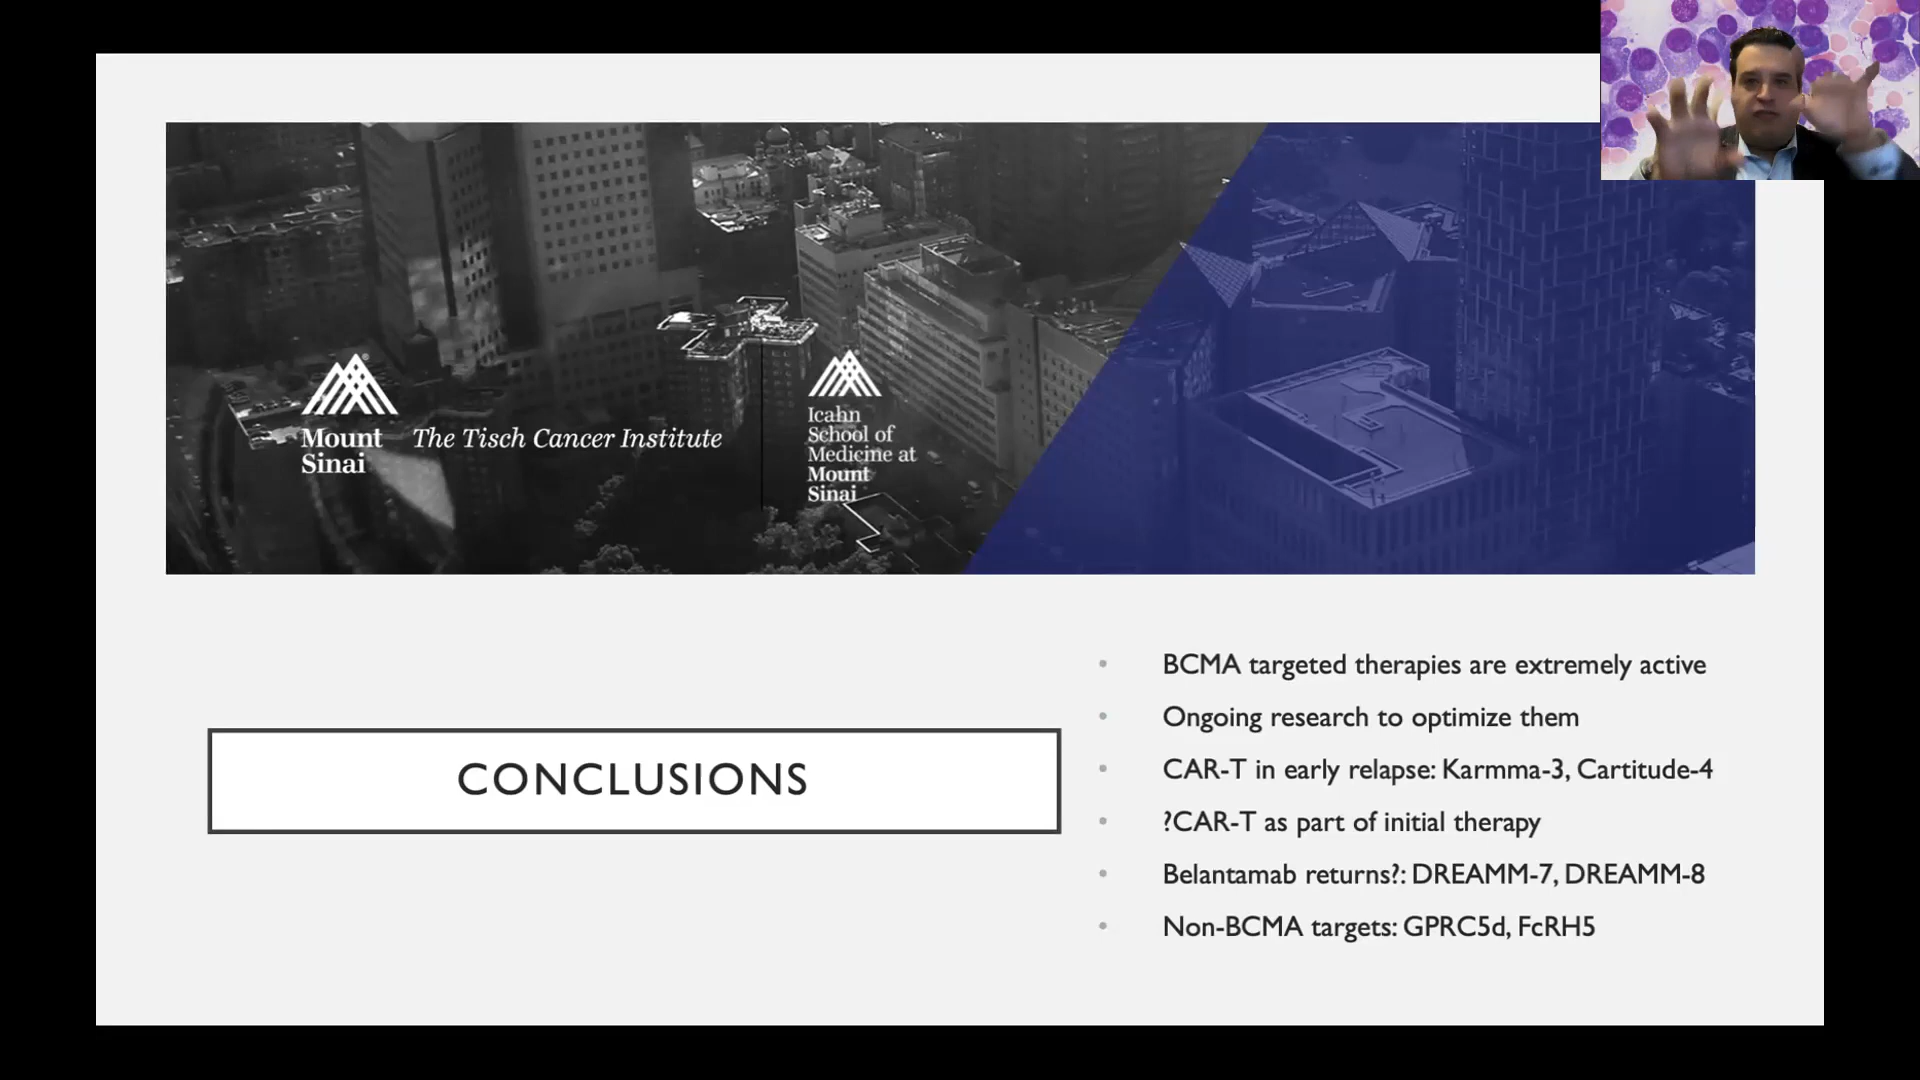 Mount
Sinai
The Tisch Cancer Institute
Icahn
School of
Medicine at
Mount
Sinai
CONCLUSIONS
BCMA targeted therapies are extremely active
Ongoing research to optimize them
CAR-T in early relapse: Karmma-3, Cartitude-4
?CAR-T as part of initial therapy
Belantamab returns?: DREAMM-7, DREAMM-8
Non-BCMA targets: GPRC5d, FcRH5